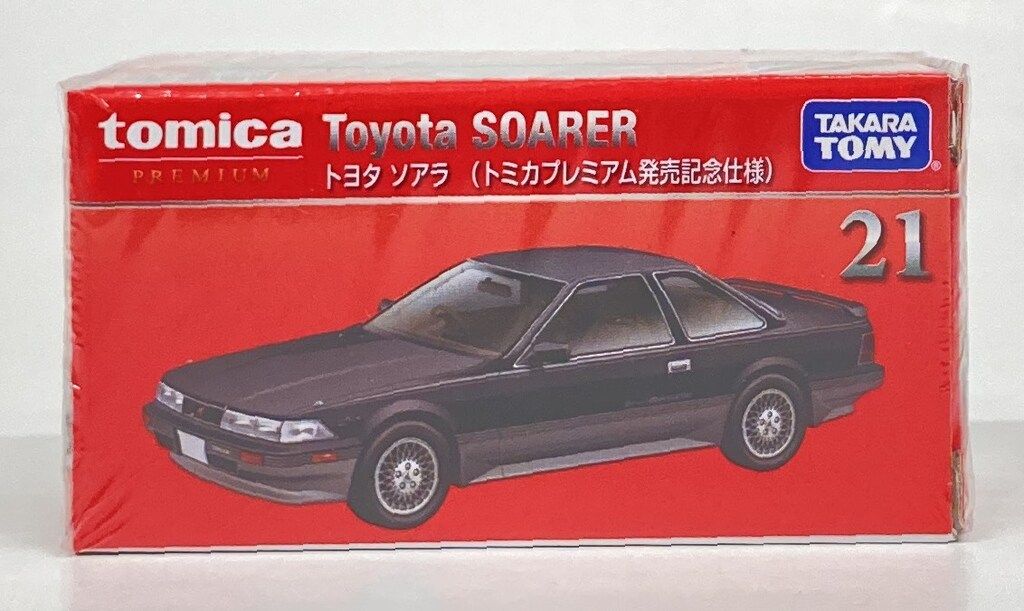 tomica
PREMIUM
Toyota SOARER
トヨタ ソアラ (トミカプレミアム発売記念仕様)
TAKARA
TOMY
®
21